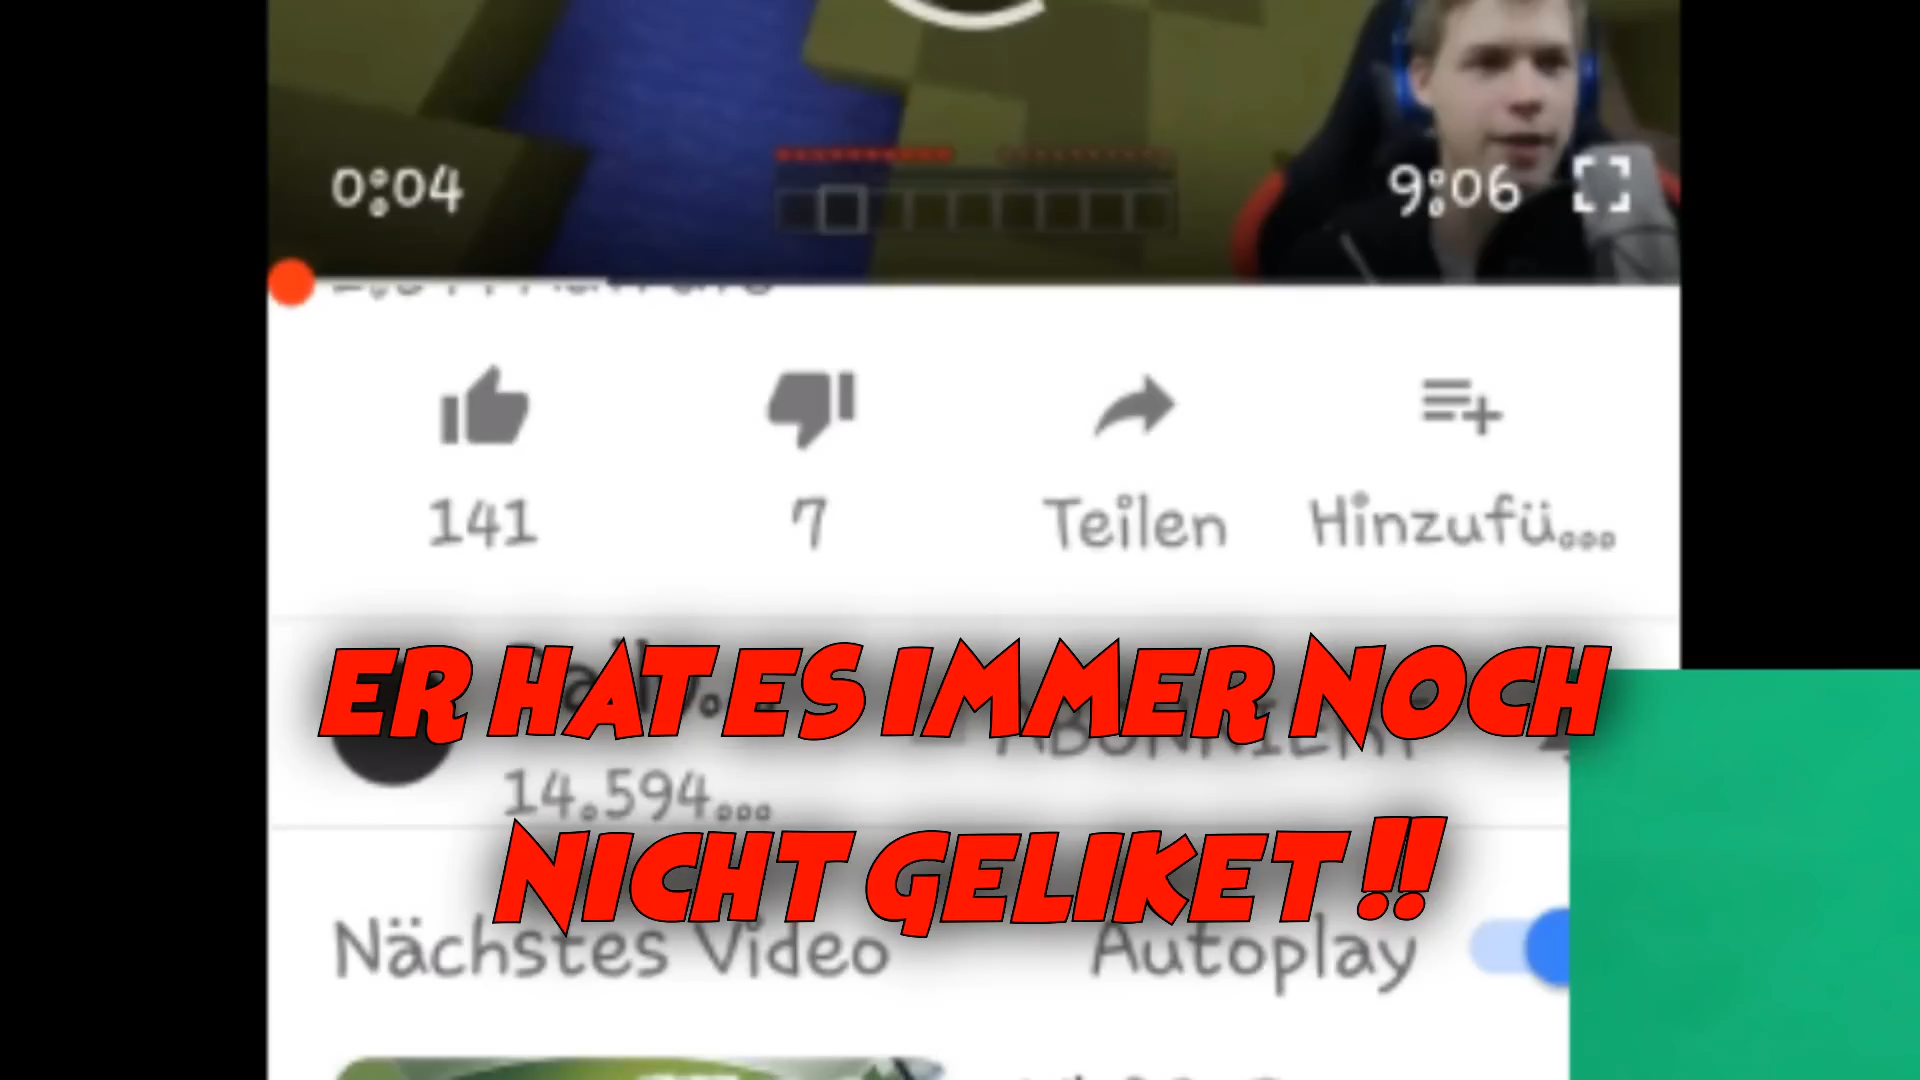 0:04 9:06
141 7 Teilen Hinzufü...
ER HAT ES IMMER NOCH
ABONNIERT
14.594...
NICHT GELIKET !!
Nächstes Video Autoplay